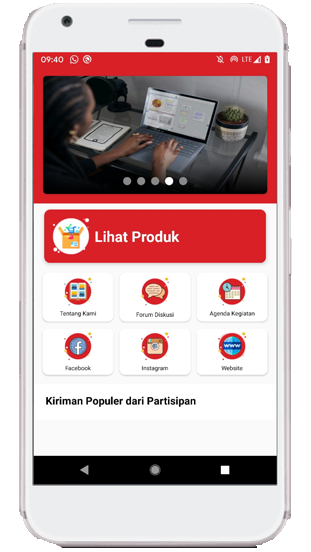 09:40
LTE
Lihat Produk
Tentang Kami
Forum Diskusi
Agenda Kegiatan
WWW
Facebook
Instagram
Website
Kiriman Populer dari Partisipan